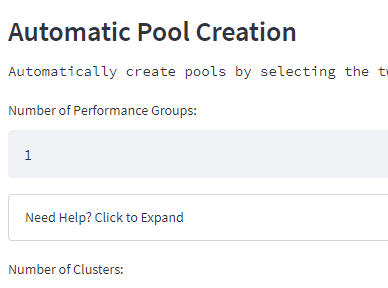 Automatic Pool Creation
Automatically create pools by selecting the
Number of Performance Groups:
1
Need Help? Click to Expand
Number of Clusters: